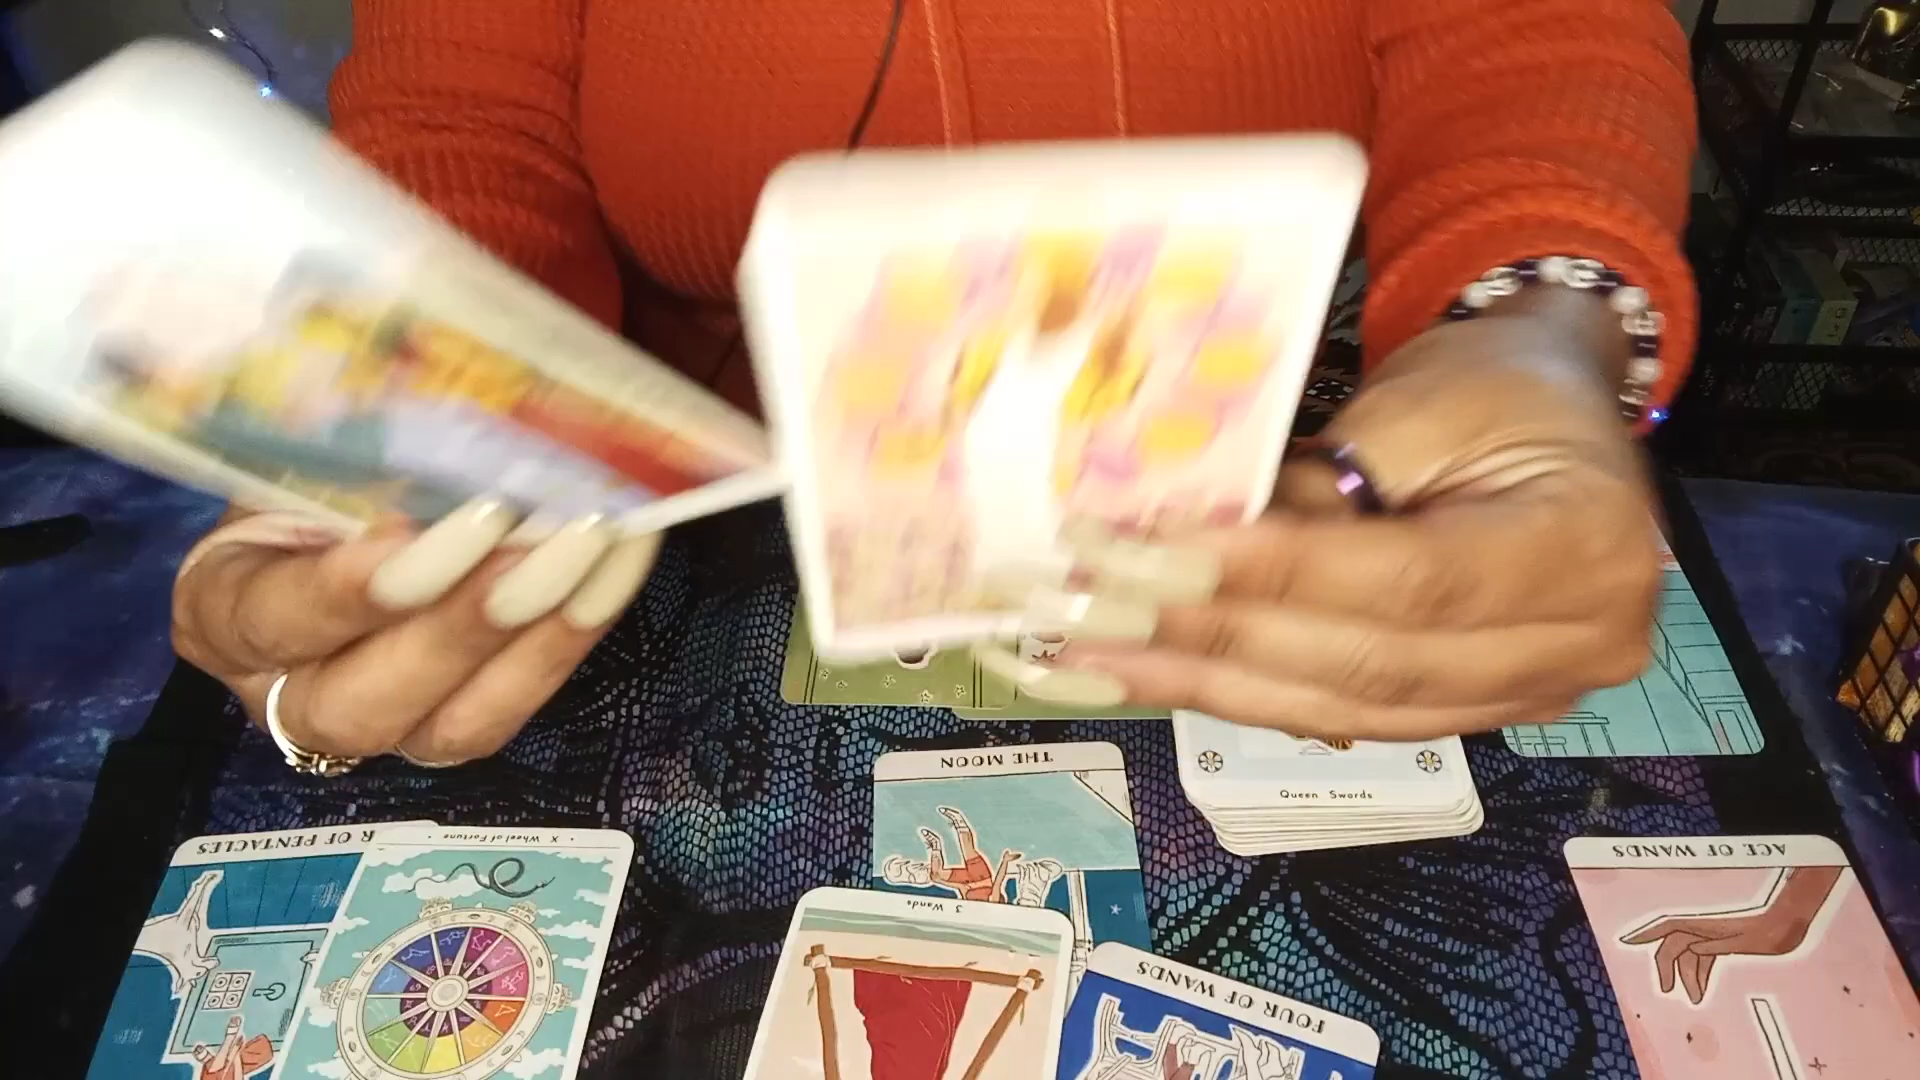 THE MOON
Queen Swords
R OF PENTACLES
X Wheel of Fortune
ACE OF WANDS
3 Wands
FOUR OF WANDS